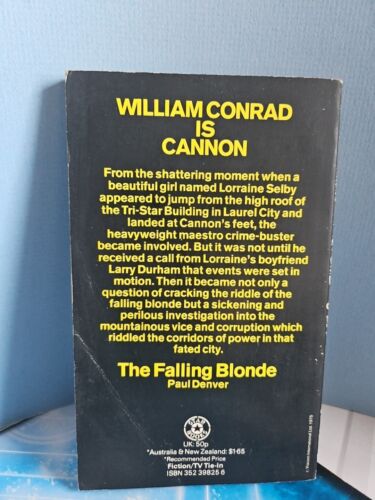 WILLIAM CONRAD
IS
CANNON
From the shattering moment when a
beautiful girl named Lorraine Selby
appeared to jump from the high roof of
the Tri-Star Building in Laurel City and
landed at Cannon's feet, the
heavyweight maestro crime-buster
became involved. But it was not until he
received a call from Lorraine's boyfriend
Larry Durham that events were set in
motion. Then it became not only a
question of cracking the riddle of the
falling blonde but a sickening and
perilous investigation into the
mountainous vice and corruption which
riddled the corridors of power in that
fated city.
The Falling Blonde
Paul Denver
STAR
BOOKS
UK: 50p
*Australia & New Zealand: $1·65
*Recommended Price
Fiction/TV Tie-In
ISBN 352 39825 6